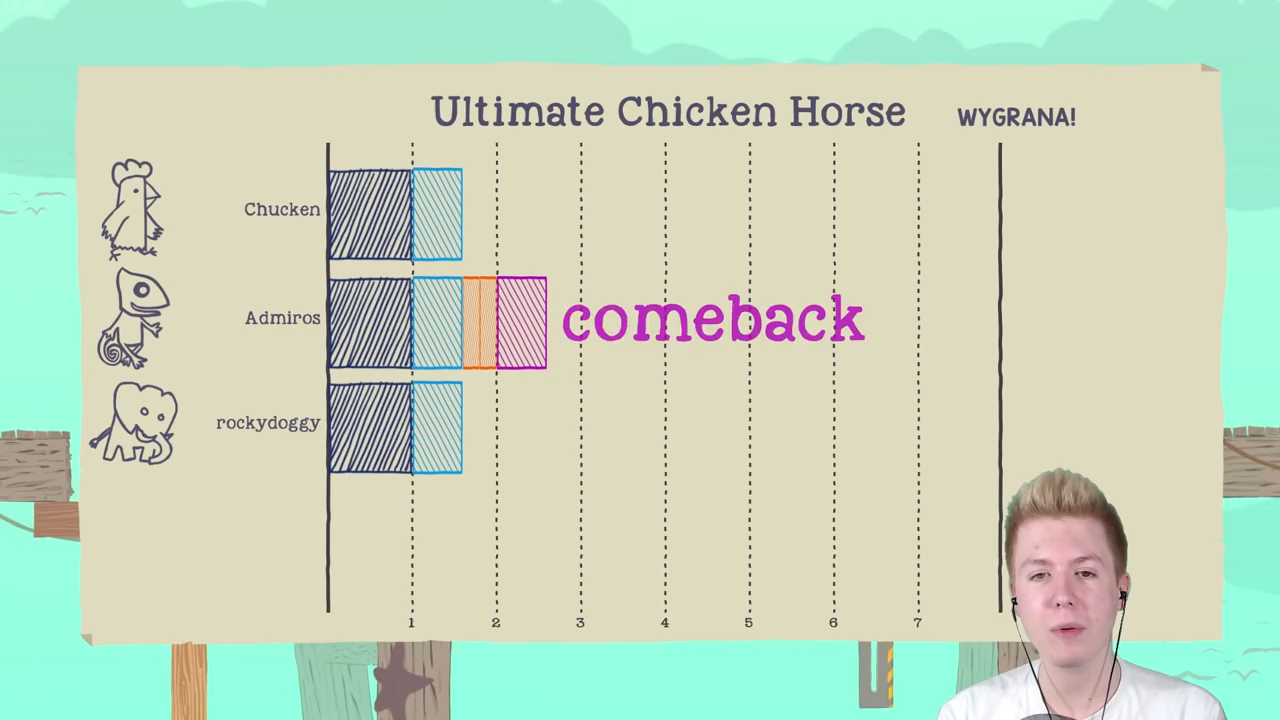 Ultimate Chicken Horse
WYGRANA!
Chucken
Admiros
comeback
rockydoggy
1 2 3 4 5 6 7